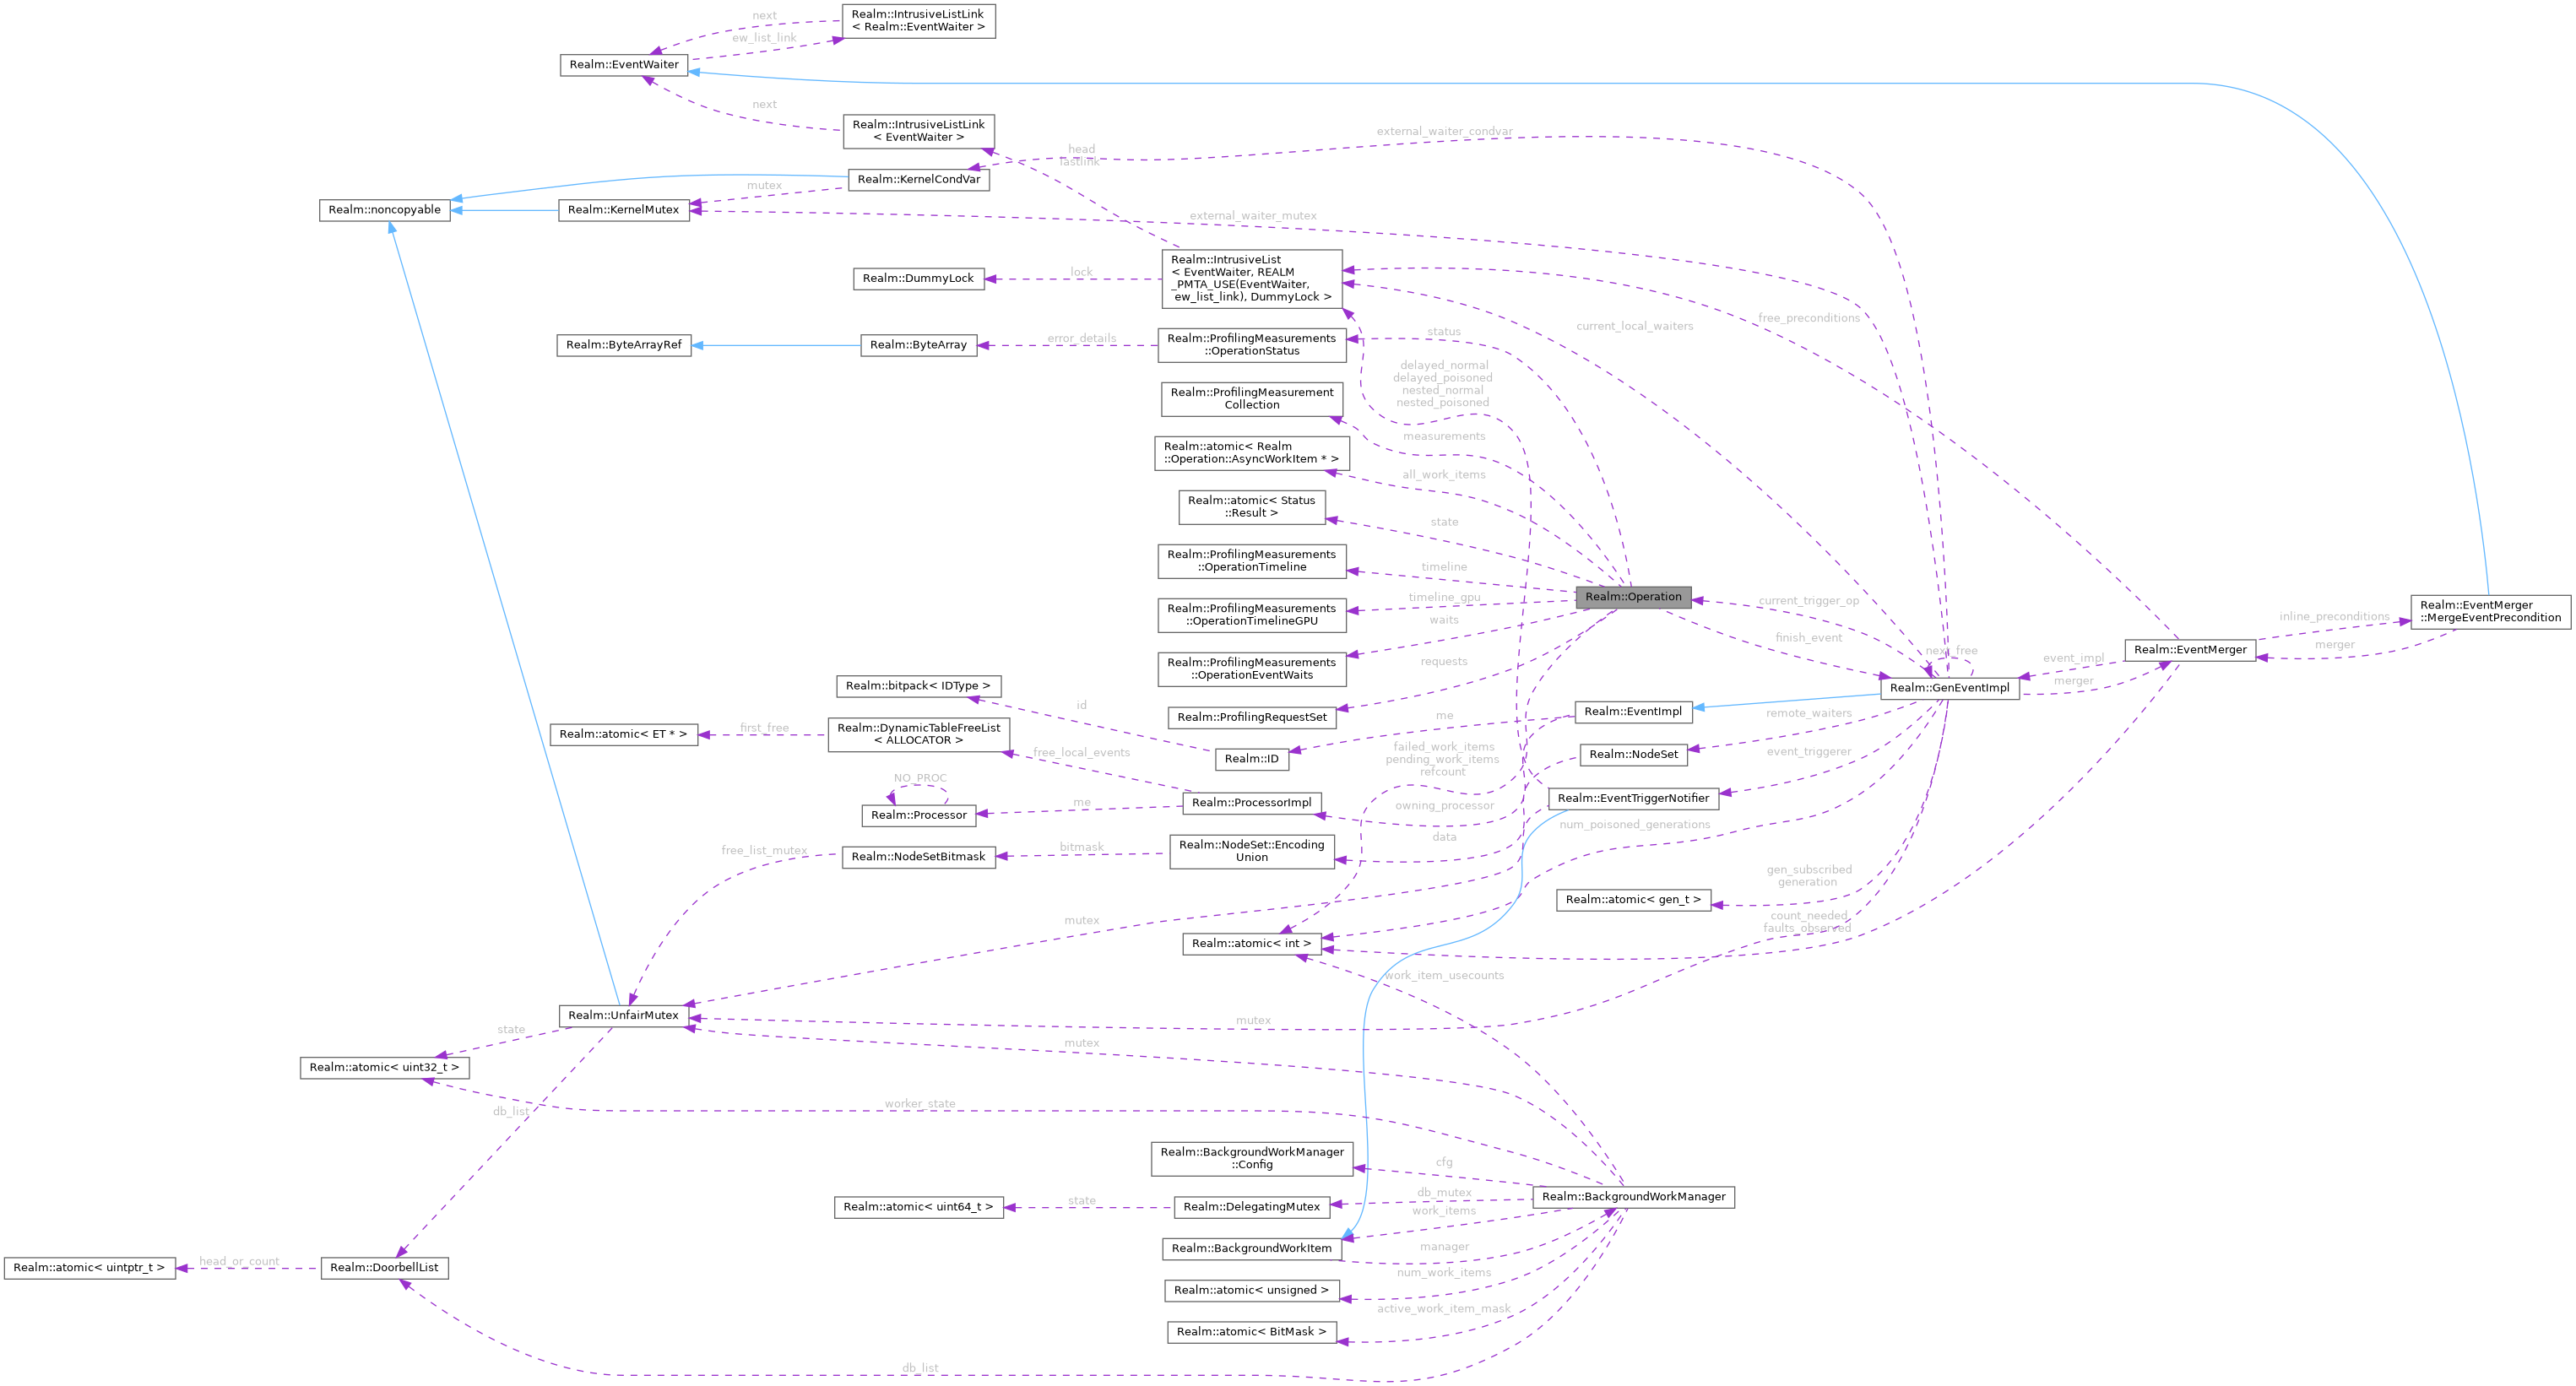 next
Realm::IntrusiveListLink
< Realm::EventWaiter >
ew_list_link
Realm::EventWaiter
next
Realm::IntrusiveListLink
< EventWaiter >
external_waiter_condvar
head
lastlink
Realm::KernelCondVar
mutex
Realm::noncopyable
Realm::KernelMutex
external_waiter_mutex
Realm::IntrusiveList
< EventWaiter, REALM
_PMTA_USE(EventWaiter,
ew_list_link), DummyLock >
lock
Realm::DummyLock
current_local_waiters
free_preconditions
Realm::ByteArrayRef
Realm::ByteArray
error_details
Realm::ProfilingMeasurements
::OperationStatus
status
delayed_normal
delayed_poisoned
nested_normal
nested_poisoned
Realm::ProfilingMeasurement
Collection
measurements
Realm::atomic< Realm
::Operation::AsyncWorkItem * >
all_work_items
Realm::atomic< Status
::Result >
state
Realm::ProfilingMeasurements
::OperationTimeline
timeline
Realm::Operation
current_trigger_op
Realm::ProfilingMeasurements
::OperationTimelineGPU
timeline_gpu
waits
Realm::EventMerger
::MergeEventPrecondition
inline_preconditions
finish_event
merger
Realm::EventMerger
next_free
event_impl
Realm::ProfilingMeasurements
::OperationEventWaits
requests
merger
Realm::GenEventImpl
Realm::bitpack< IDType >
id
Realm::ProfilingRequestSet
me
Realm::EventImpl
remote_waiters
Realm::atomic< ET * >
first_free
Realm::DynamicTableFreeList
< ALLOCATOR >
free_local_events
Realm::ID
failed_work_items
pending_work_items
refcount
Realm::NodeSet
event_triggerer
NO_PROC
Realm::Processor
me
Realm::ProcessorImpl
owning_processor
Realm::EventTriggerNotifier
num_poisoned_generations
data
free_list_mutex
Realm::NodeSetBitmask
bitmask
Realm::NodeSet::Encoding
Union
gen_subscribed
generation
Realm::atomic< gen_t >
mutex
count_needed
faults_observed
Realm::atomic< int >
work_item_usecounts
Realm::UnfairMutex
mutex
state
mutex
Realm::atomic< uint32_t >
db_list
worker_state
Realm::BackgroundWorkManager
::Config
cfg
Realm::atomic< uint64_t >
state
Realm::DelegatingMutex
db_mutex
Realm::BackgroundWorkManager
work_items
Realm::BackgroundWorkItem
manager
Realm::atomic< uintptr_t >
head_or_count
Realm::DoorbellList
num_work_items
Realm::atomic< unsigned >
active_work_item_mask
Realm::atomic< BitMask >
db_list